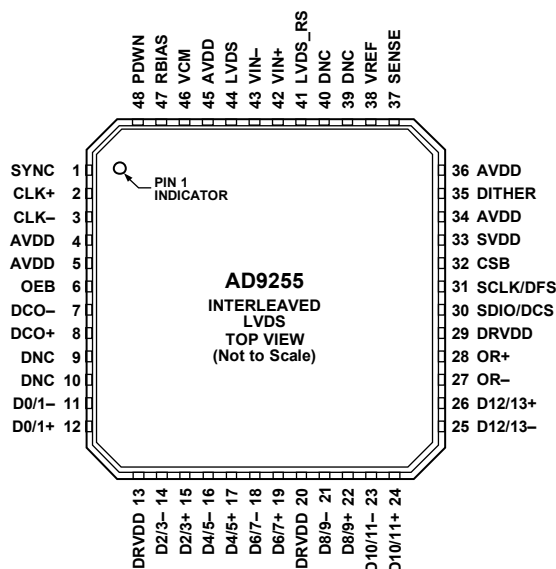 48 PDWN
47 RBIAS
46 VCM
45 AVDD
44 LVDS
43 VIN–
42 VIN+
41 LVDS_RS
40 DNC
39 DNC
38 VREF
37 SENSE
SYNC 1
CLK+ 2
CLK– 3
AVDD 4
AVDD 5
OEB 6
DCO– 7
DCO+ 8
DNC 9
DNC 10
D0/1– 11
D0/1+ 12
PIN 1
INDICATOR
AD9255
INTERLEAVED
LVDS
TOP VIEW
(Not to Scale)
36 AVDD
35 DITHER
34 AVDD
33 SVDD
32 CSB
31 SCLK/DFS
30 SDIO/DCS
29 DRVDD
28 OR+
27 OR–
26 D12/13+
25 D12/13–
DRVDD 13
D2/3– 14
D2/3+ 15
D4/5– 16
D4/5+ 17
D6/7– 18
D6/7+ 19
DRVDD 20
D8/9– 21
D8/9+ 22
D10/11– 23
D10/11+ 24